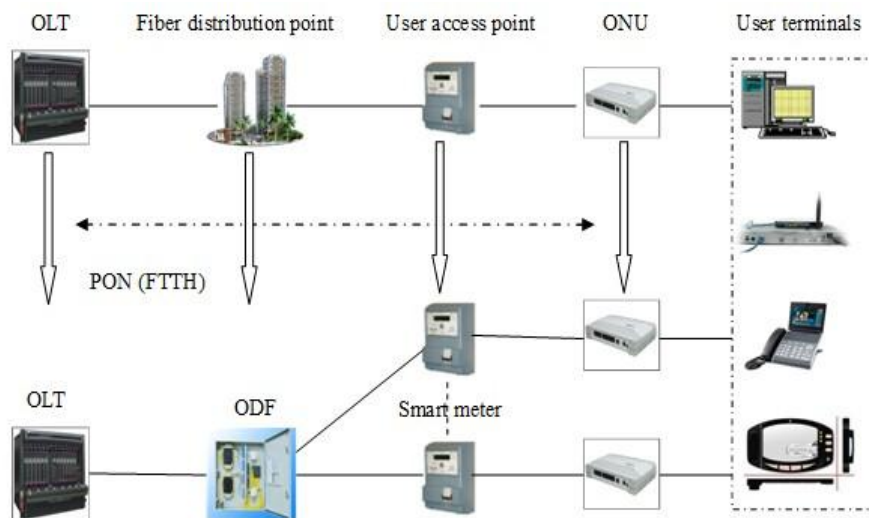 OLT Fiber distribution point User access point ONU User terminals
PON (FTTH)
OLT ODF Smart meter